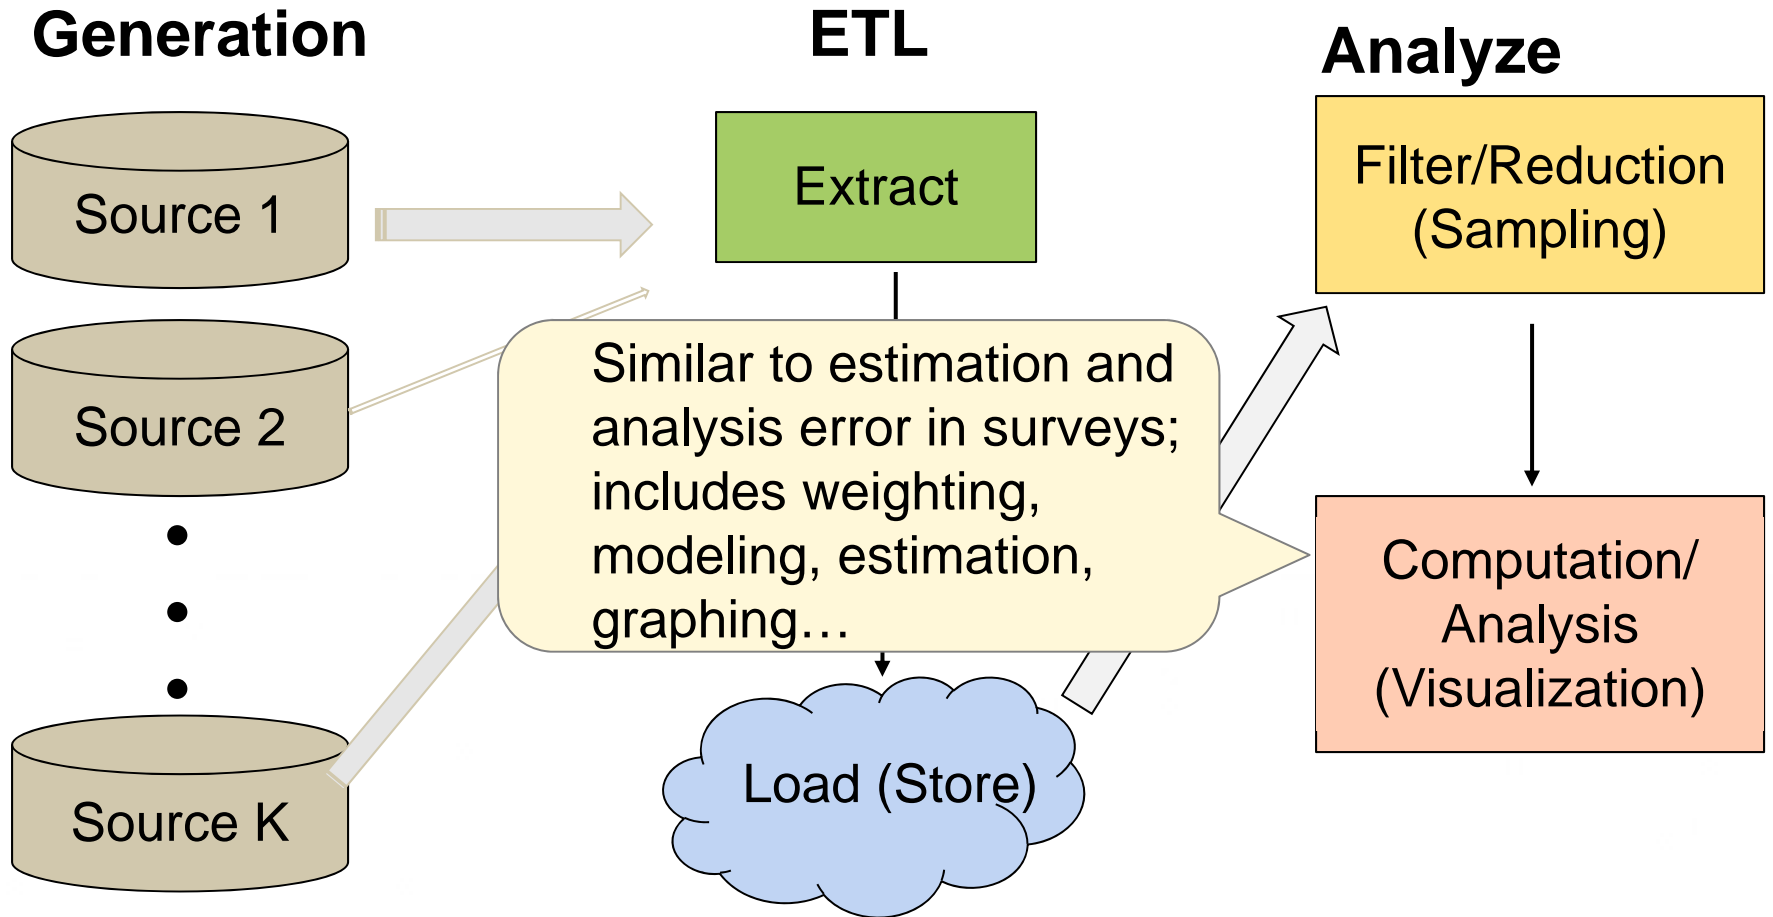 Generation
ETL
Analyze
Source 1
Source 2
Source K
Extract
Similar to estimation and
analysis error in surveys;
includes weighting,
modeling, estimation,
graphing…
Load (Store)
Filter/Reduction
(Sampling)
Computation/
Analysis
(Visualization)